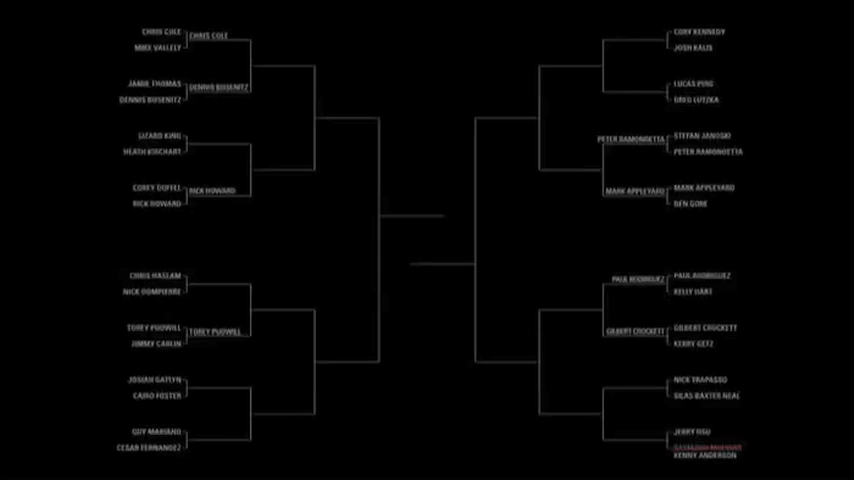 CHRIS COLE
CHRIS COLE
MIKE VALLELY
JAMIE THOMAS
DENNIS BUSENITZ
DENNIS BUSENITZ
LIZARD KING
HEATH KIRCHART
COREY DUFFEL
RICK HOWARD
RICK HOWARD
CHRIS HASLAM
NICK DOMPIERRE
TOREY PUDWILL
TOREY PUDWILL
JIMMY CARLIN
JOSIAH GATLYN
CAIRO FOSTER
GUY MARIANO
CESAR FERNANDEZ
CORY KENNEDY
JOSH KALIS
LUCAS PUIG
GREG LUTZKA
STEFAN JANOSKI
PETER RAMONDETTA
PETER RAMONDETTA
MARK APPLEYARD
MARK APPLEYARD
BEN GORE
PAUL RODRIGUEZ
PAUL RODRIGUEZ
KELLY HART
GILBERT CROCKETT
GILBERT CROCKETT
KERRY GETZ
NICK TRAPASSO
SILAS BAXTER NEAL
JERRY HSU
KENNY ANDERSON